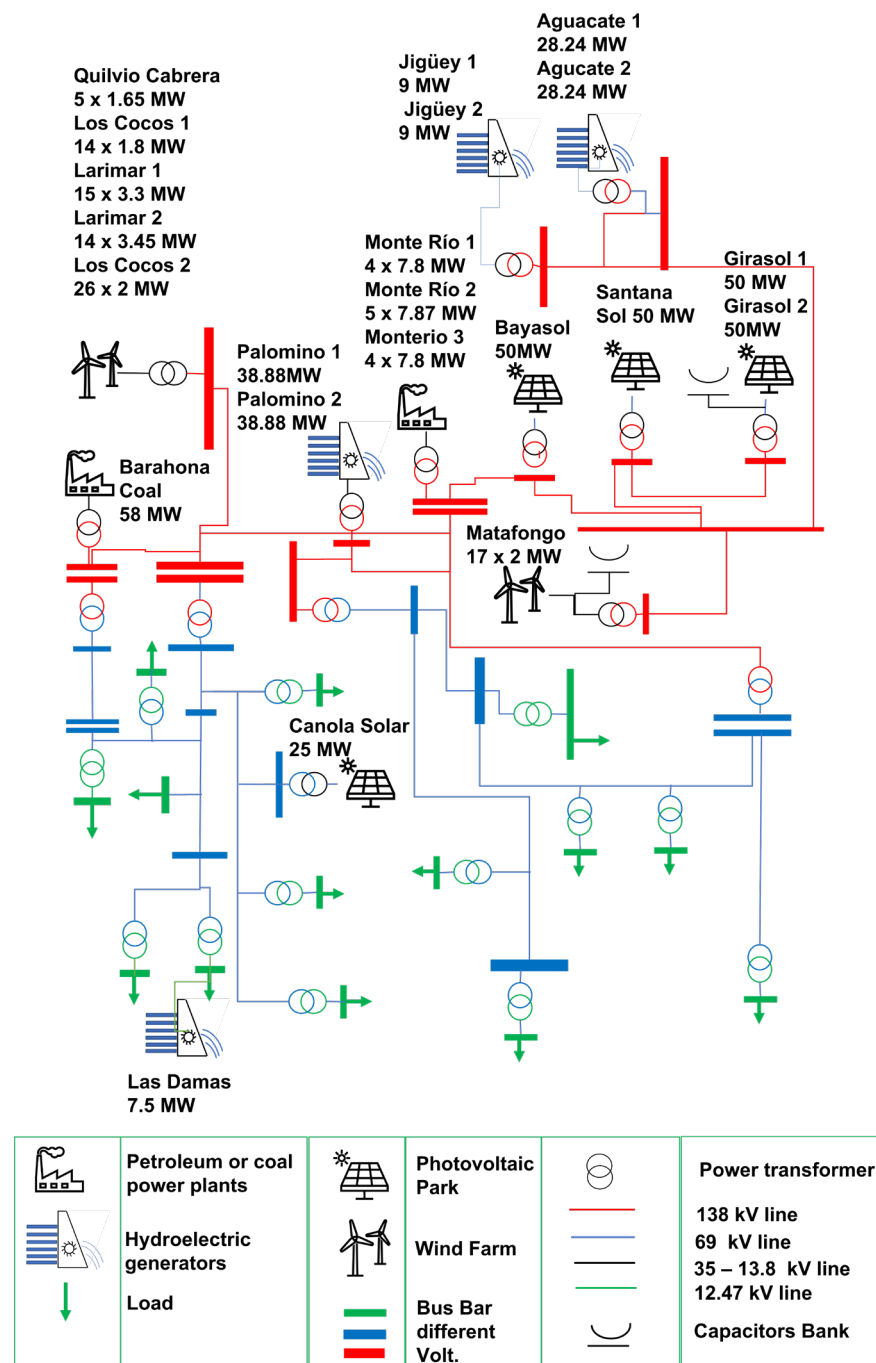 Quilvio Cabrera
5 x 1.65 MW
Los Cocos 1
14 x 1.8 MW
Larimar 1
15 x 3.3 MW
Larimar 2
14 x 3.45 MW
Los Cocos 2
26 x 2 MW
Jigüey 1
9 MW
Jigüey 2
9 MW
Aguacate 1
28.24 MW
Agucate 2
28.24 MW
Monte Río 1
4 x 7.8 MW
Monte Río 2
5 x 7.87 MW
Monterio 3
4 x 7.8 MW
Girasol 1
50 MW
Girasol 2
50MW
Santana
Sol 50 MW
Bayasol
50MW
Palomino 1
38.88MW
Palomino 2
38.88 MW
Barahona
Coal
58 MW
Matafongo
17 x 2 MW
Canola Solar
25 MW
Las Damas
7.5 MW
Petroleum or coal
power plants
Hydroelectric
generators
Load
Photovoltaic
Park
Wind Farm
Bus Bar
different
Volt.
Power transformer
138 kV line
69 kV line
35 – 13.8 kV line
12.47 kV line
Capacitors Bank